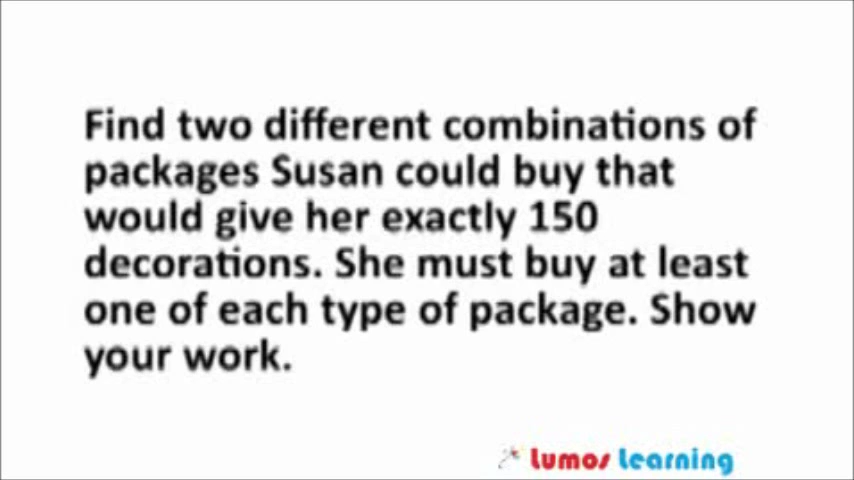 Find two different combinations of
packages Susan could buy that
would give her exactly 150
decorations. She must buy at least
one of each type of package. Show
your work.
Lumos Learning